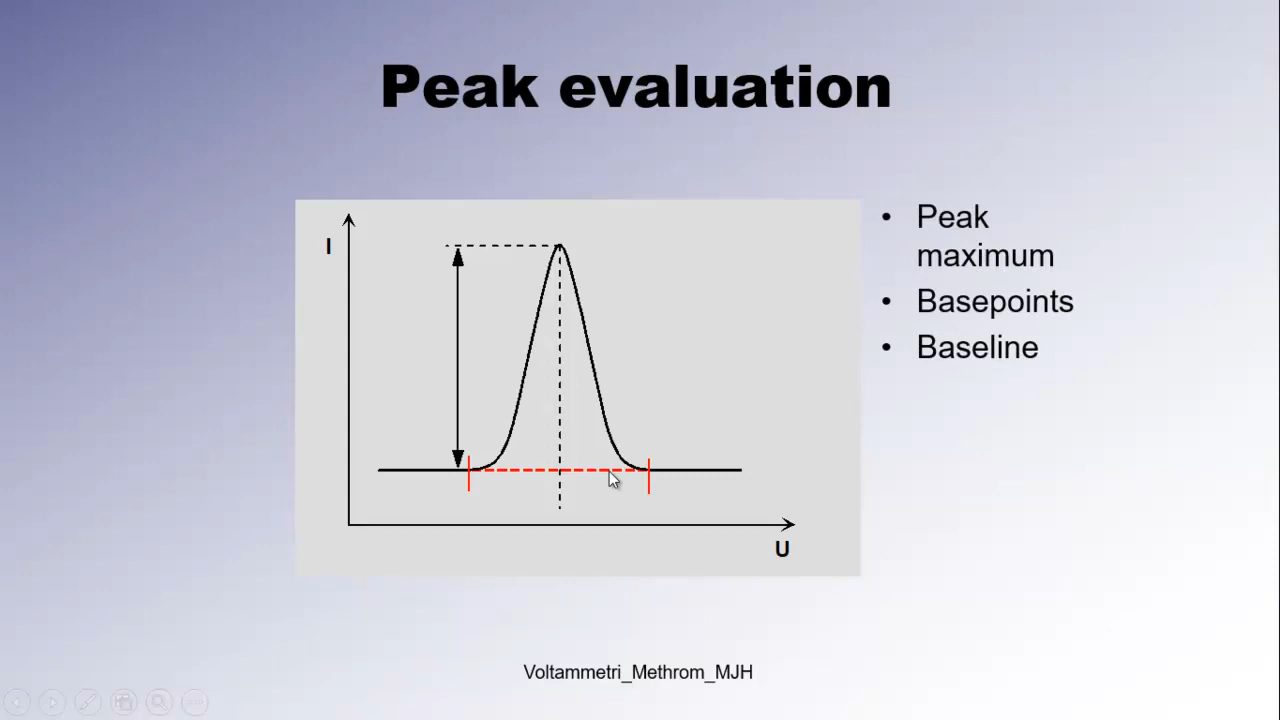 Peak evaluation
I
U
• Peak
maximum
• Basepoints
• Baseline
Voltammetri_Methrom_MJH